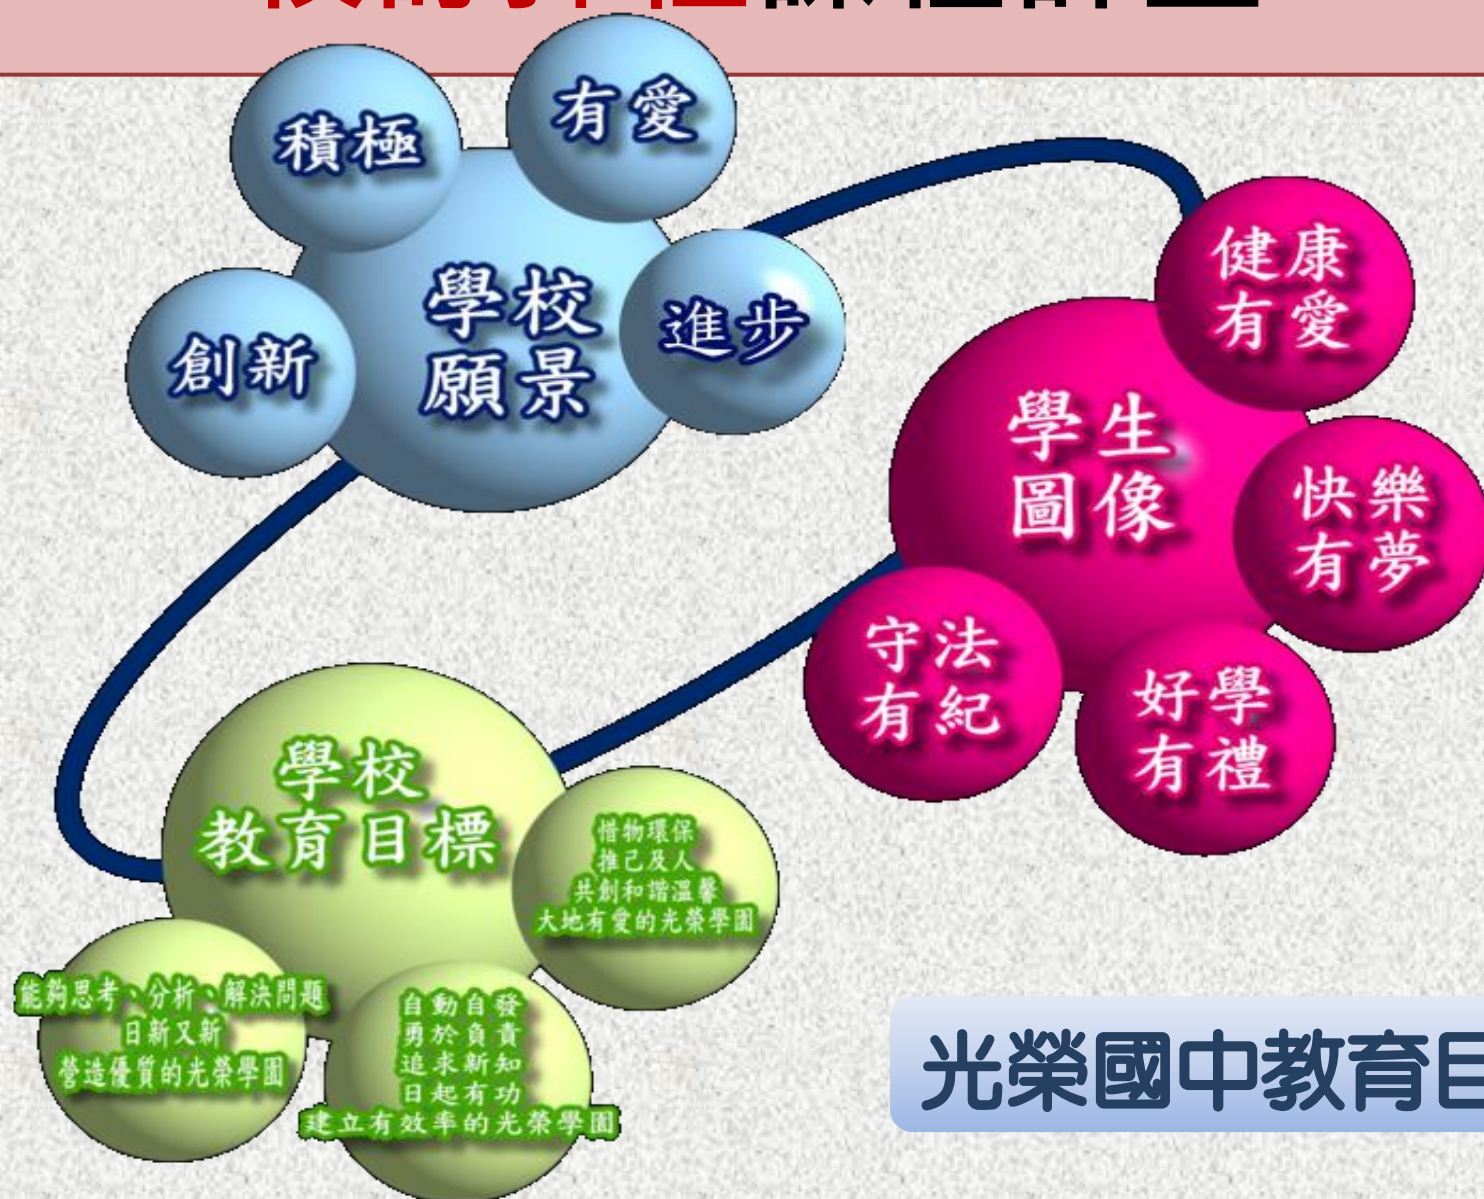 積極
有愛
創新
學校
願景
進步
健康
有愛
學生
圖像
快樂
有夢
守法
有紀
好學
有禮
學校
教育目標
惜物環保
推己及人
共創和諧溫馨
大地有愛的光榮學園
能夠思考、分析、解決問題
日新又新
營造優質的光榮學園
自動自發
勇於負責
追求新知
日起有功
建立有效率的光榮學園
光榮國中教育目